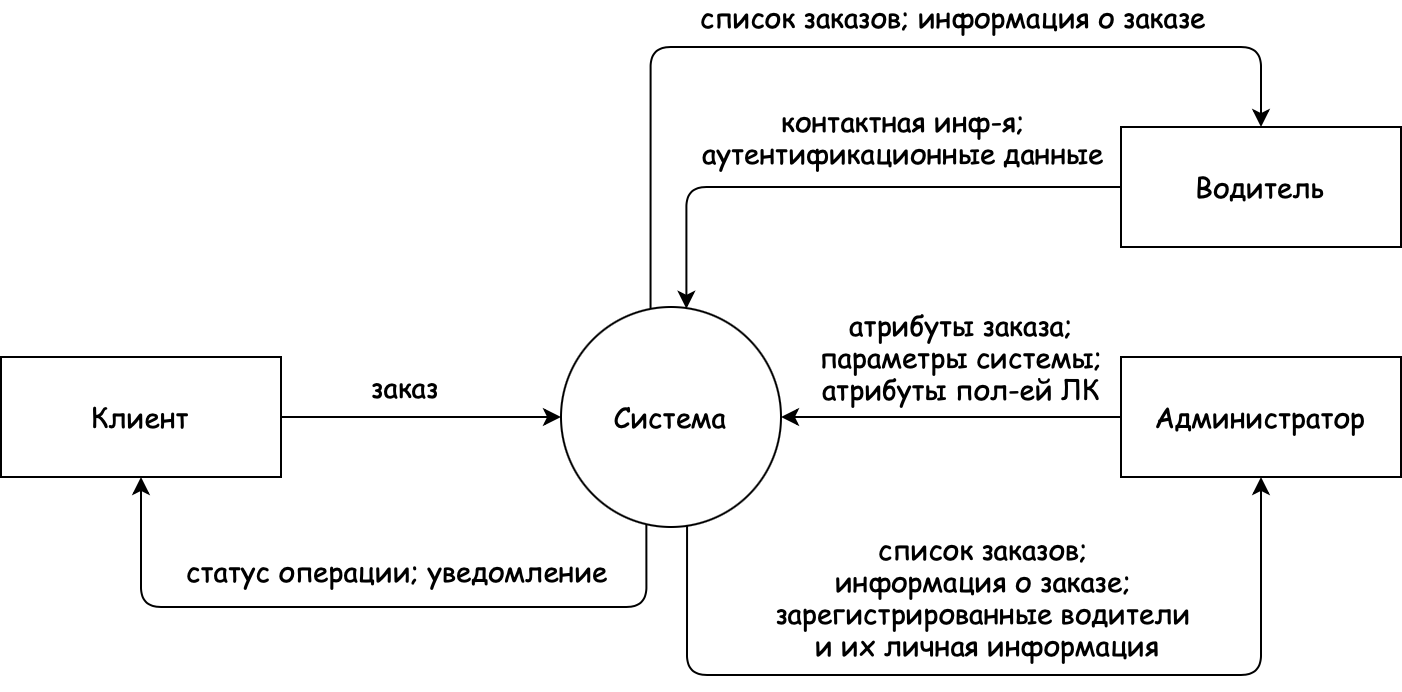 список заказов; информация о заказе
контактная инф-я;
аутентификационные данные
Водитель
атрибуты заказа;
параметры системы;
атрибуты пол-ей ЛК
заказ
Клиент
Система
Администратор
список заказов;
информация о заказе;
зарегистрированные водители
и их личная информация
статус операции; уведомление